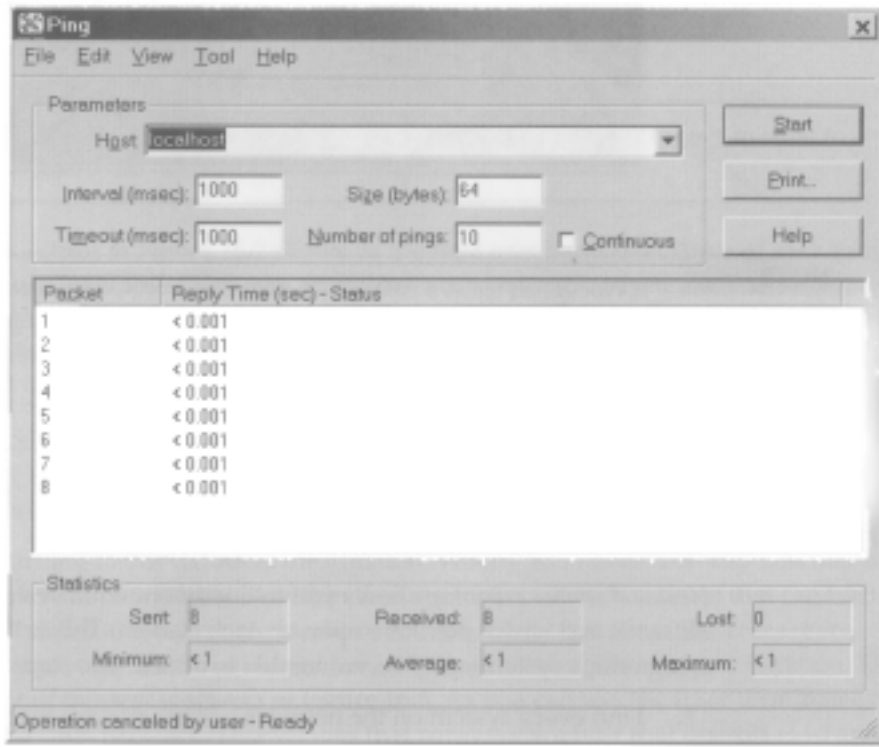 Ping
File Edit View Tool Help
Parameters
Host localhost
Start
Interval (msec): 1000 Size (bytes): 64
Print...
Timeout (msec): 1000 Number of pings: 10 Continuous
Help
Packet Reply Time (sec) - Status
1 < 0.001
2 < 0.001
3 < 0.001
4 < 0.001
5 < 0.001
6 < 0.001
7 < 0.001
8 < 0.001
Statistics
Sent 8 Received: 8 Lost: 0
Minimum: < 1 Average: < 1 Maximum: < 1
Operation canceled by user - Ready